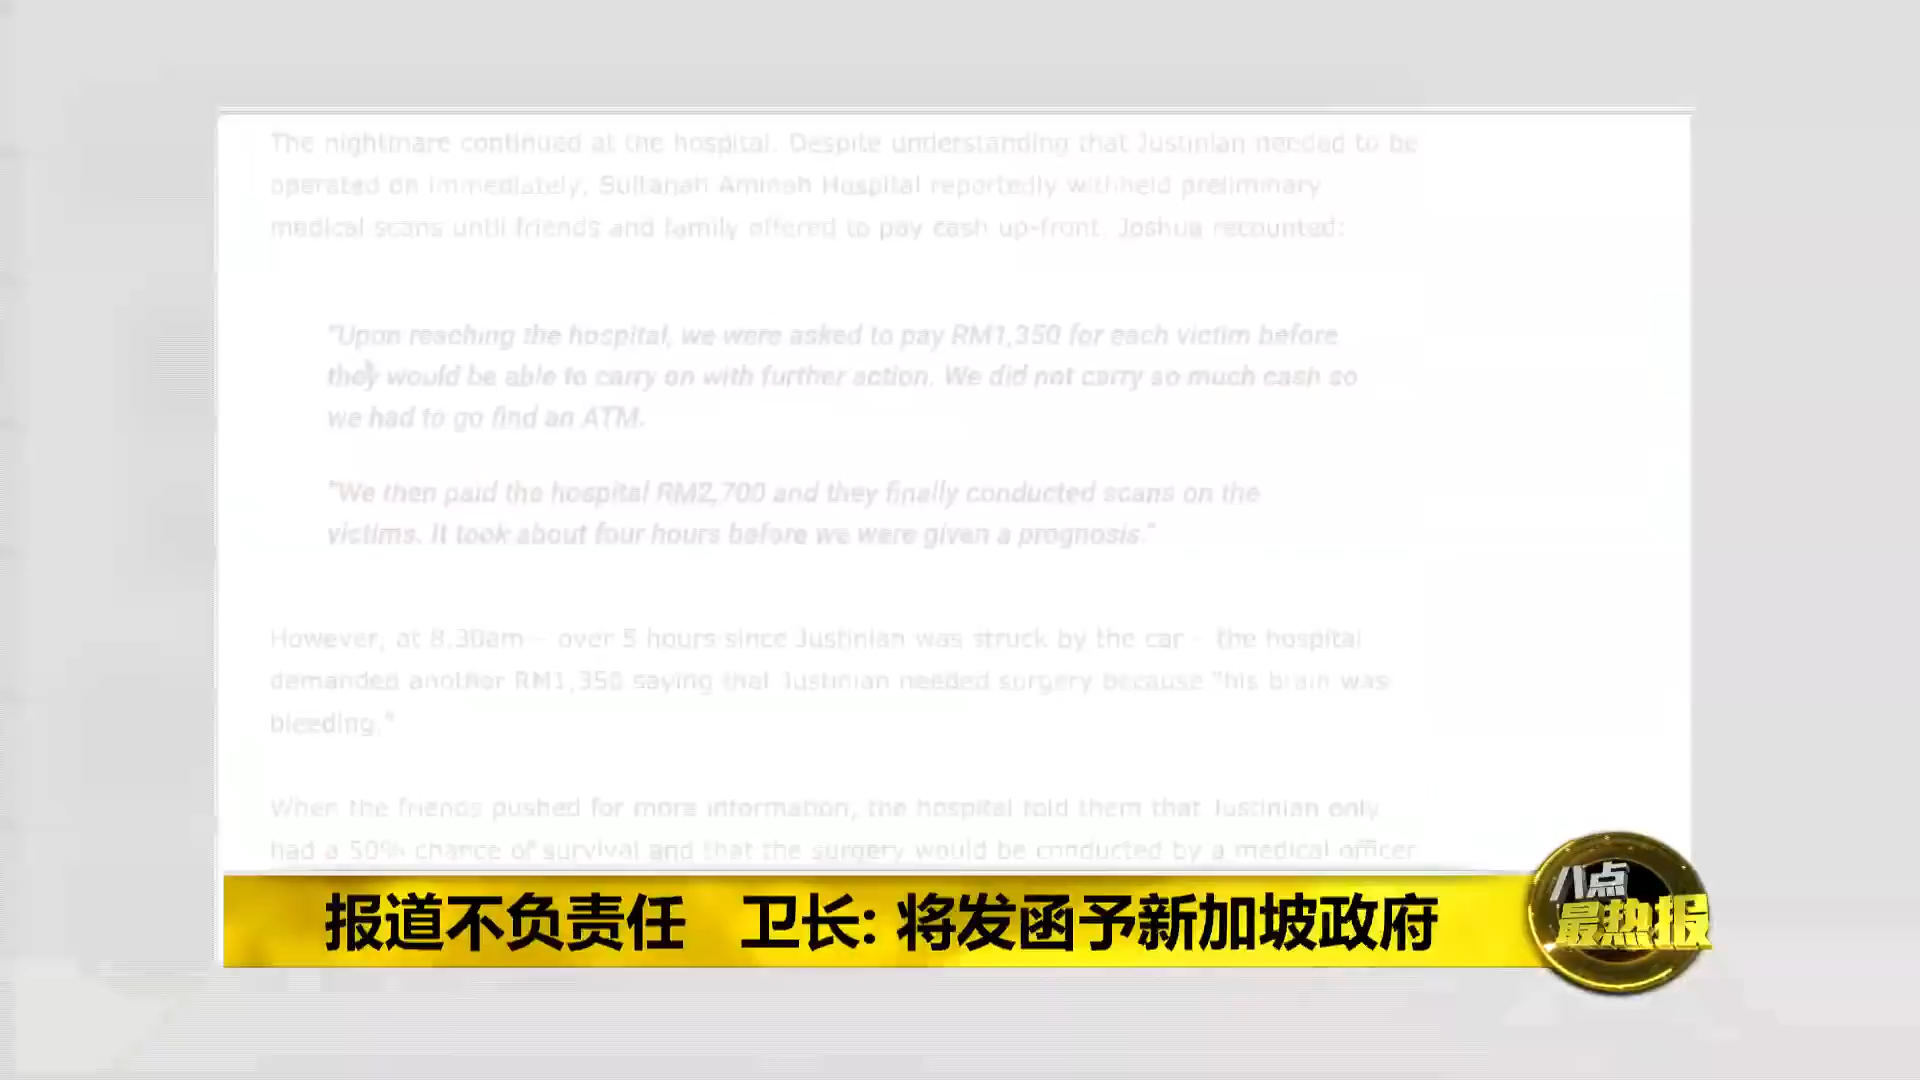 The nightmare continued at the hospital. Despite understanding that Justinian needed to be
operated on immediately, Sultanah Aminah Hospital reportedly withheld preliminary
medical scans until friends and family offered to pay cash up-front. Joshua recounted:
"Upon reaching the hospital, we were asked to pay RM1,350 for each victim before
they would be able to carry on with further action. We did not carry so much cash so
we had to go find an ATM.
"We then paid the hospital RM2,700 and they finally conducted scans on the
victims. It took about four hours before we were given a prognosis."
However, at 8.30am – over 5 hours since Justinian was struck by the car – the hospital
demanded another RM1,350 saying that Justinian needed surgery because "his brain was
bleeding."
When the friends pushed for more information, the hospital told them that Justinian only
had a 50% chance of survival and that the surgery would be conducted by a medical officer
报道不负责任 卫长: 将发函予新加坡政府
八点
最热报